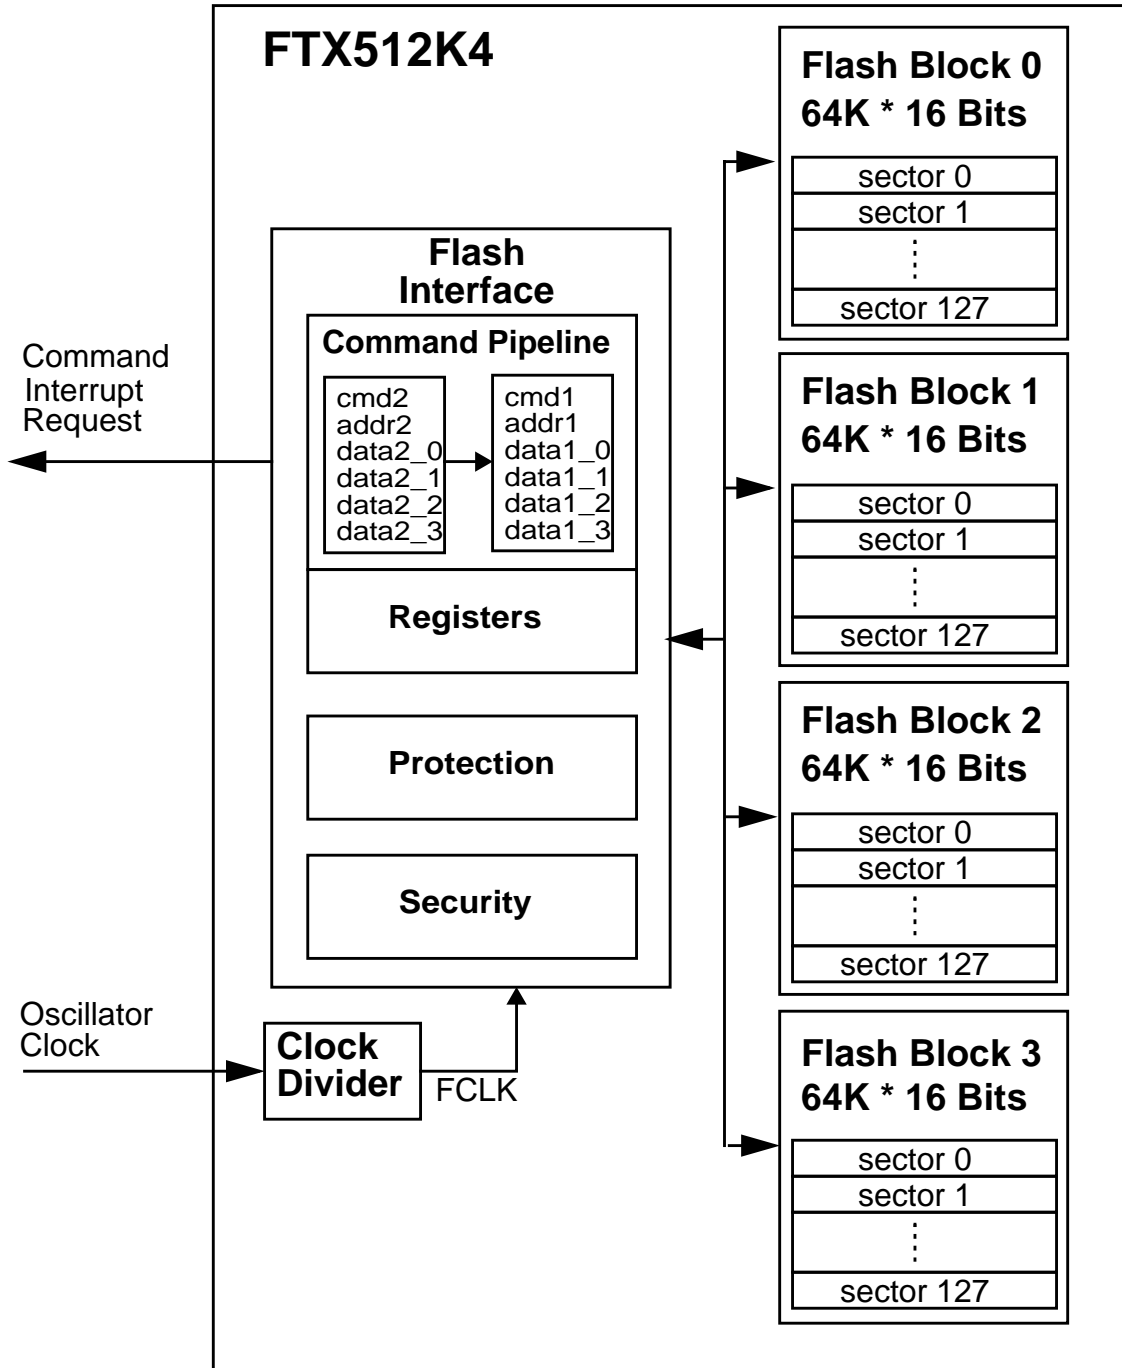 FTX512K4
Command
Interrupt
Request
Oscillator
Clock
Flash
Interface
Command Pipeline
cmd2
addr2
data2_0
data2_1
data2_2
data2_3
cmd1
addr1
data1_0
data1_1
data1_2
data1_3
Registers
Protection
Security
Clock
Divider
FCLK
Flash Block 0
64K * 16 Bits
sector 0
sector 1
sector 127
Flash Block 1
64K * 16 Bits
sector 0
sector 1
sector 127
Flash Block 2
64K * 16 Bits
sector 0
sector 1
sector 127
Flash Block 3
64K * 16 Bits
sector 0
sector 1
sector 127